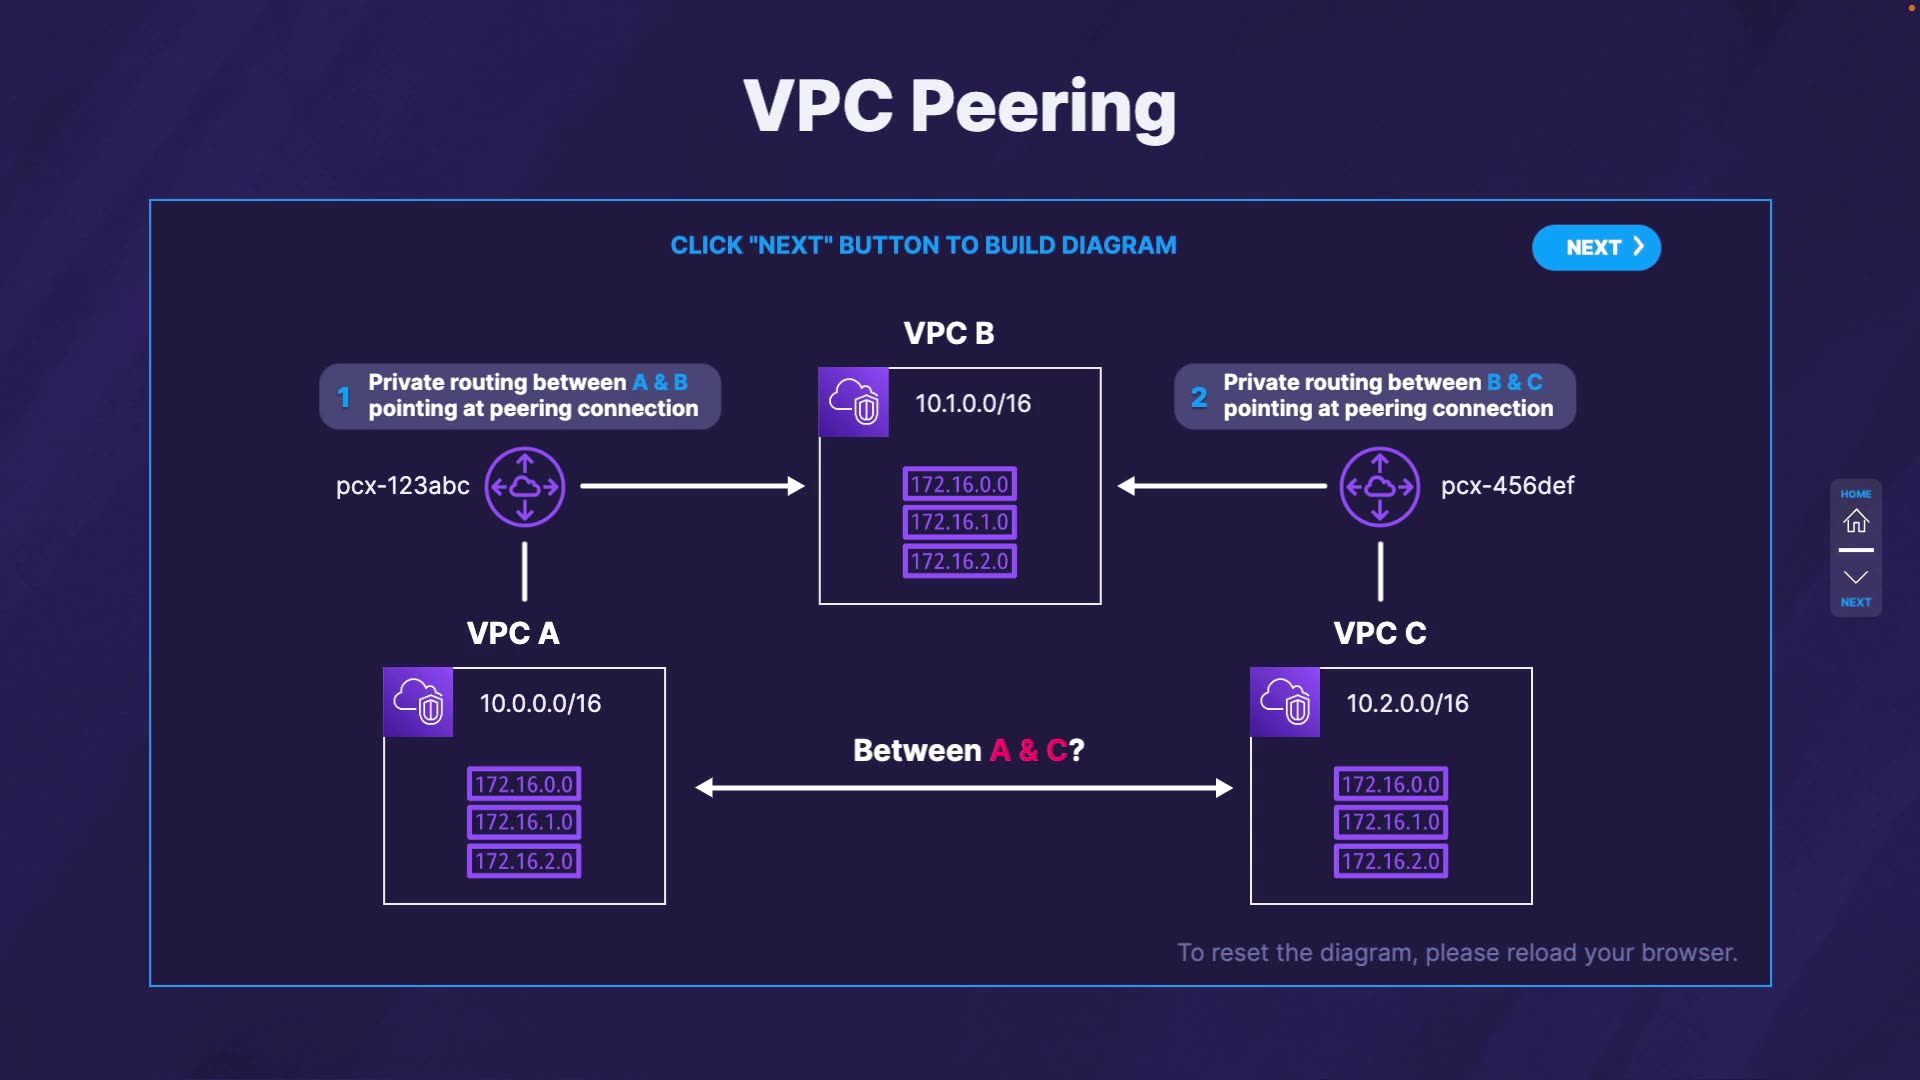 VPC Peering
CLICK "NEXT" BUTTON TO BUILD DIAGRAM
NEXT
VPC B
1
Private routing between A & B
pointing at peering connection
10.1.0.0/16
2
Private routing between B & C
pointing at peering connection
pcx-123abc
172.16.0.0
172.16.1.0
172.16.2.0
pcx-456def
HOME
NEXT
VPC A
10.0.0.0/16
172.16.0.0
172.16.1.0
172.16.2.0
Between A & C?
VPC C
10.2.0.0/16
172.16.0.0
172.16.1.0
172.16.2.0
To reset the diagram, please reload your browser.